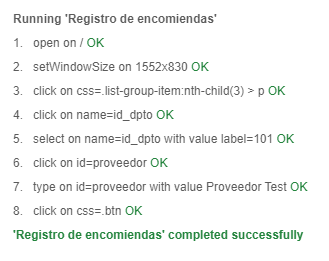 Running 'Registro de encomiendas'
1. open on / OK
2. setWindowSize on 1552x830 OK
3. click on css=.list-group-item:nth-child(3) > p OK
4. click on name=id_dpto OK
5. select on name=id_dpto with value label=101 OK
6. click on id=proveedor OK
7. type on id=proveedor with value Proveedor Test OK
8. click on css=.btn OK
'Registro de encomiendas' completed successfully